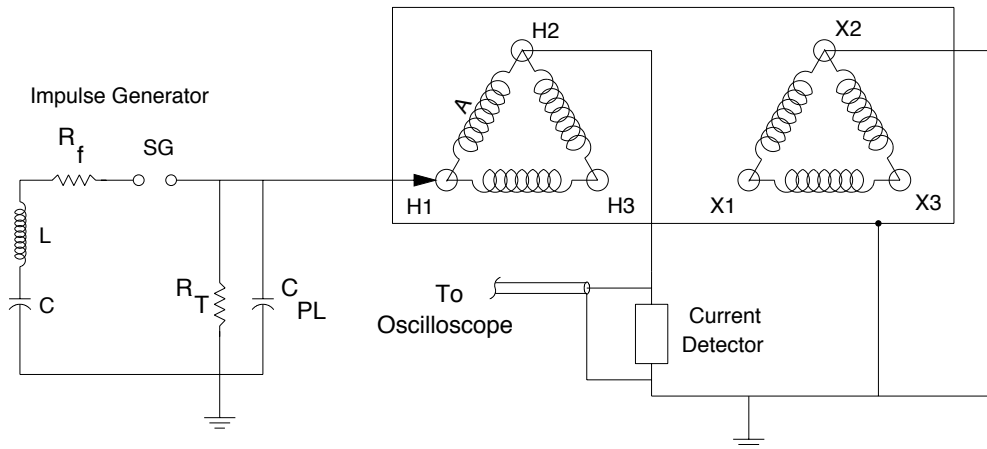 H2
X2
Impulse Generator
A
R f
SG
H1
H3
X1
X3
L
R T
C PL
C
To
Oscilloscope
Current
Detector